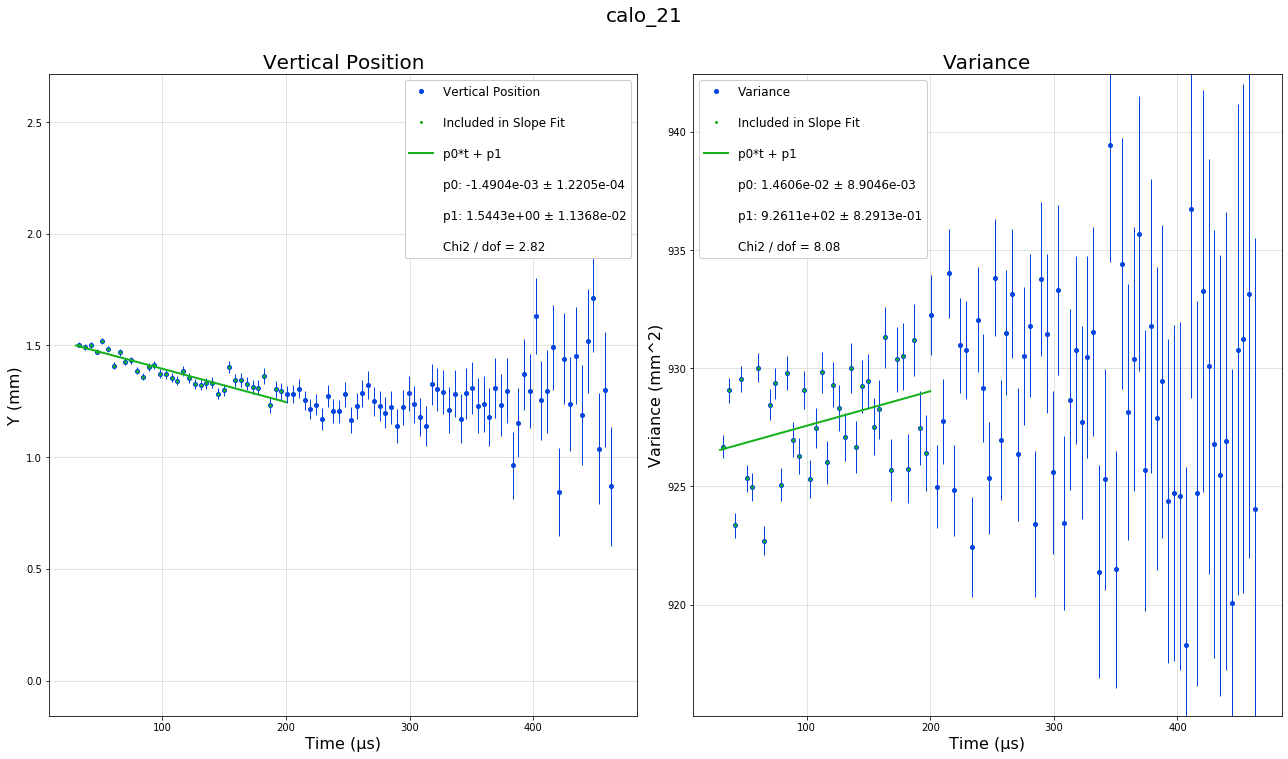 calo_21
Vertical Position
Vertical Position
Included in Slope Fit
p0*t + p1
p0: -1.4904e-03 ± 1.2205e-04
p1: 1.5443e+00 ± 1.1368e-02
Chi2 / dof = 2.82
2.5
2.0
1.5
1.0
0.5
0.0
Y (mm)
100
200
300
400
Time (μs)
Variance
Variance
Included in Slope Fit
p0*t + p1
p0: 1.4606e-02 ± 8.9046e-03
p1: 9.2611e+02 ± 8.2913e-01
Chi2 / dof = 8.08
940
935
930
925
920
Variance (mm^2)
100
200
300
400
Time (μs)